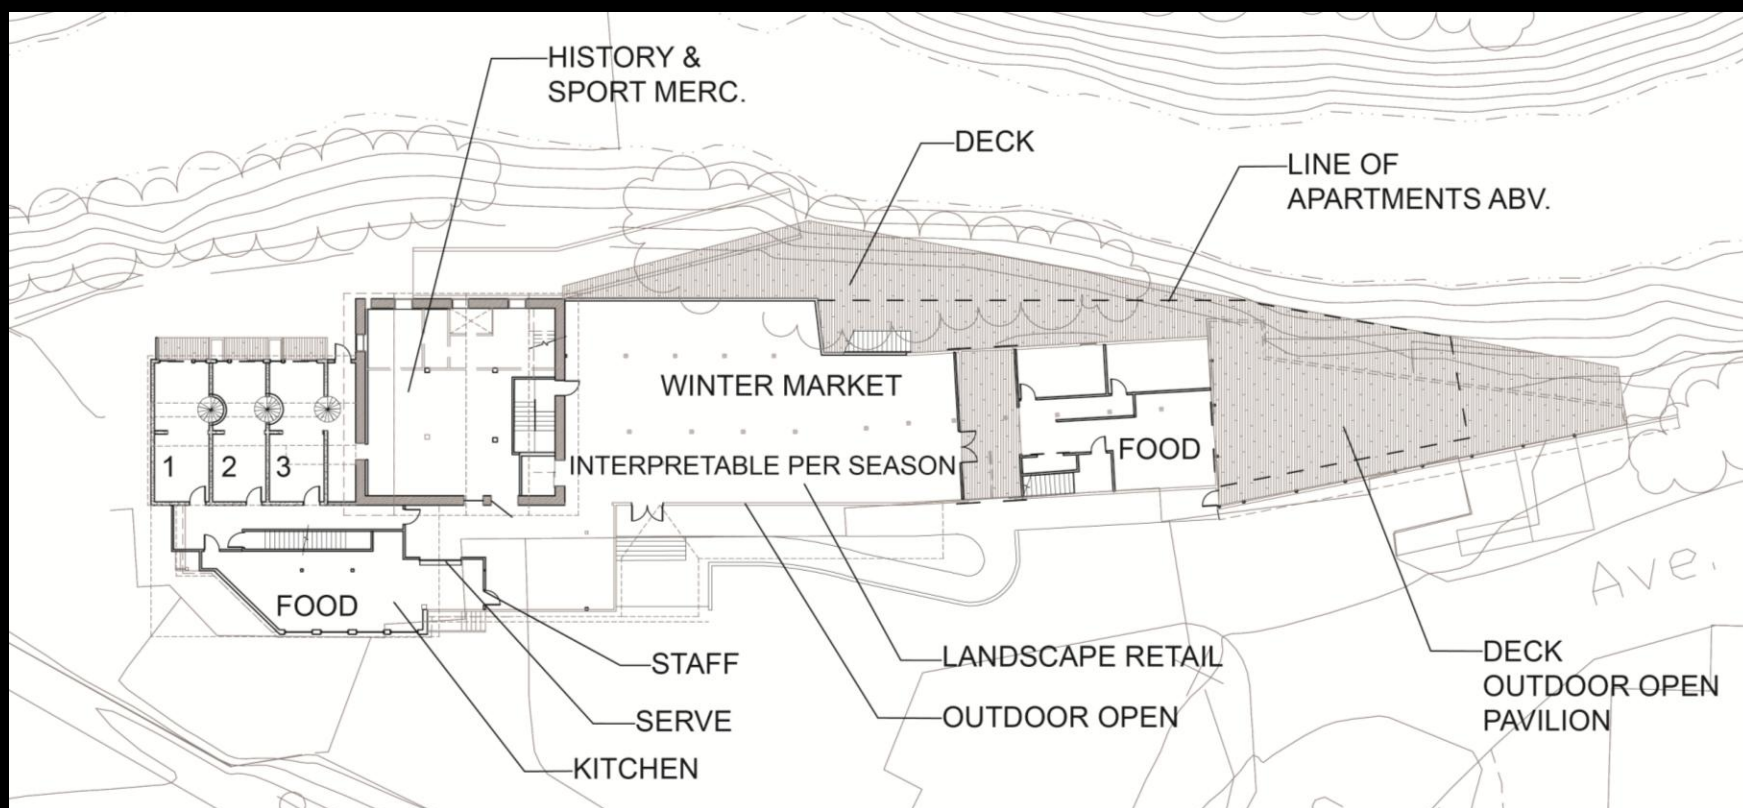 HISTORY &
SPORT MERC.
DECK
LINE OF
APARTMENTS ABV.
WINTER MARKET
1 2 3
INTERPRETABLE PER SEASON
FOOD
FOOD
Ave.
STAFF
LANDSCAPE RETAIL
SERVE
OUTDOOR OPEN
KITCHEN
DECK
OUTDOOR OPEN
PAVILION